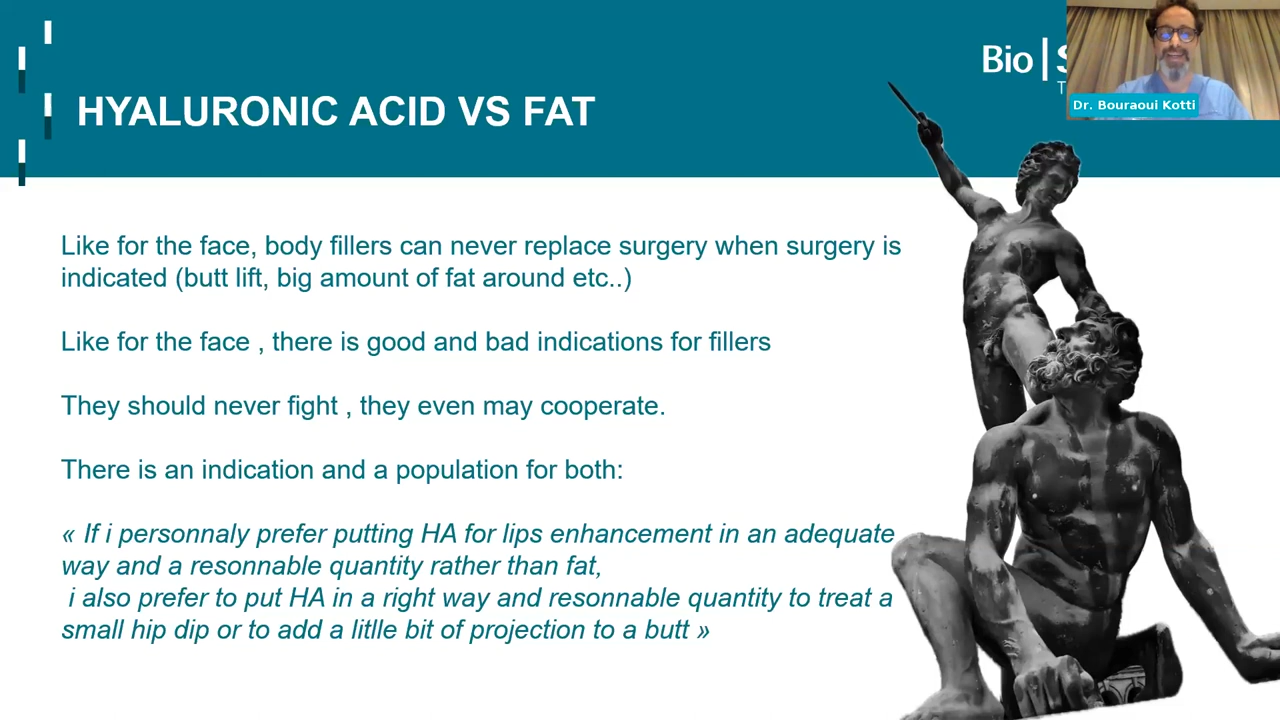 Bio|S
T
Dr. Bouraoui Kotti
HYALURONIC ACID VS FAT
Like for the face, body fillers can never replace surgery when surgery is
indicated (butt lift, big amount of fat around etc..)
Like for the face , there is good and bad indications for fillers
They should never fight , they even may cooperate.
There is an indication and a population for both:
« If i personnaly prefer putting HA for lips enhancement in an adequate
way and a resonnable quantity rather than fat,
i also prefer to put HA in a right way and resonnable quantity to treat a
small hip dip or to add a litlle bit of projection to a butt »